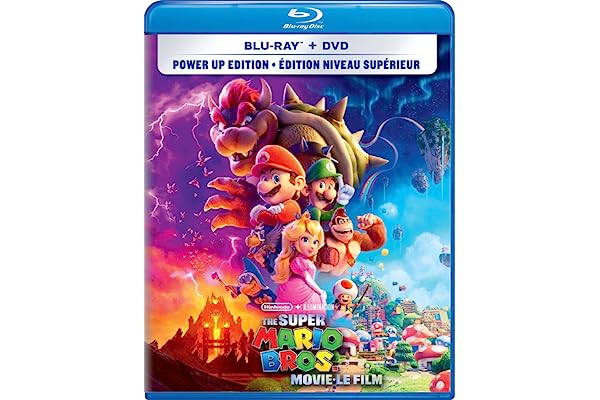 Blu-ray Disc
BLU-RAY™ + DVD
POWER UP EDITION • ÉDITION NIVEAU SUPÉRIEUR
Nintendo + ILLUMINATION
THE SUPER
MARIO
BROS.
MOVIE • LE FILM